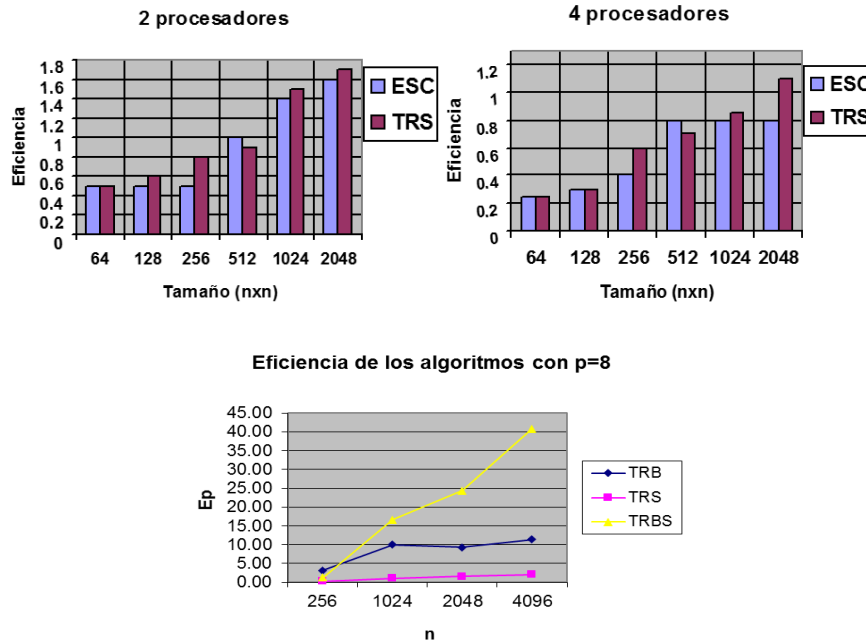 2 procesadores
Eficiencia
1.8
1.6
1.4
1.2
1
0.8
0.6
0.4
0.2
0
64 128 256 512 1024 2048
Tamaño (nxn)
ESC
TRS
4 procesadores
Eficiencia
1.2
1
0.8
0.6
0.4
0.2
0
64 128 256 512 1024 2048
Tamaño (nxn)
ESC
TRS
Eficiencia de los algoritmos con p=8
Ep
45.00
40.00
35.00
30.00
25.00
20.00
15.00
10.00
5.00
0.00
256 1024 2048 4096
n
TRB
TRS
TRBS